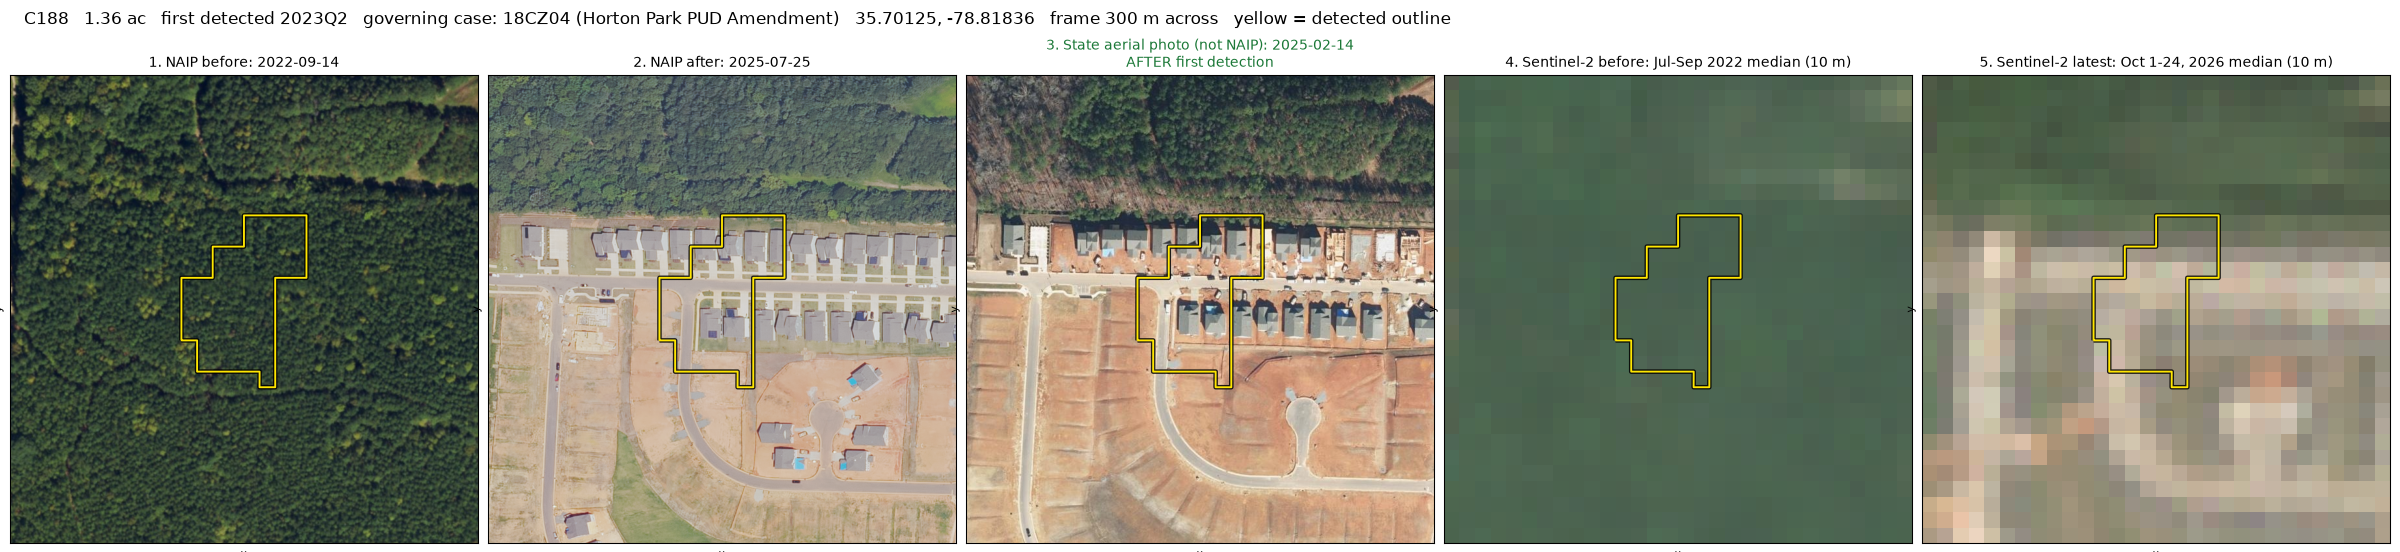 C188 1.36 ac first detected 2023Q2 governing case: 18CZ04 (Horton Park PUD Amendment) 35.70125, -78.81836 frame 300 m across yellow = detected outline
1. NAIP before: 2022-09-14
2. NAIP after: 2025-07-25
3. State aerial photo (not NAIP): 2025-02-14
AFTER first detection
4. Sentinel-2 before: Jul-Sep 2022 median (10 m)
5. Sentinel-2 latest: Oct 1-24, 2026 median (10 m)